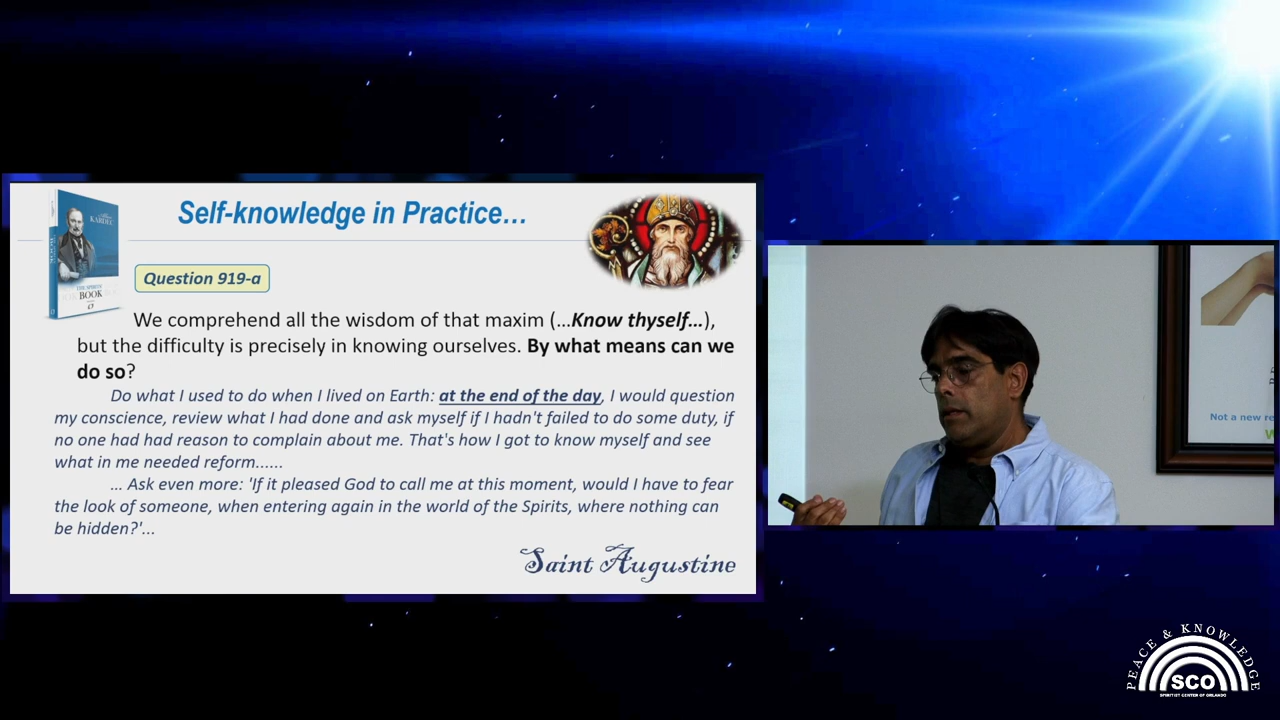 Self-knowledge in Practice…
KARDEC
THE SPIRITS'
BOOK
Question 919-a
We comprehend all the wisdom of that maxim (…Know thyself…),
but the difficulty is precisely in knowing ourselves. By what means can we
do so?
Do what I used to do when I lived on Earth: at the end of the day, I would question
my conscience, review what I had done and ask myself if I hadn't failed to do some duty, if
no one had had reason to complain about me. That's how I got to know myself and see
what in me needed reform......
... Ask even more: 'If it pleased God to call me at this moment, would I have to fear
the look of someone, when entering again in the world of the Spirits, where nothing can
be hidden?'...
Saint Augustine
Not a new re
PEACE & KNOWLEDGE
SCO
SPIRITIST CENTER OF ORLANDO